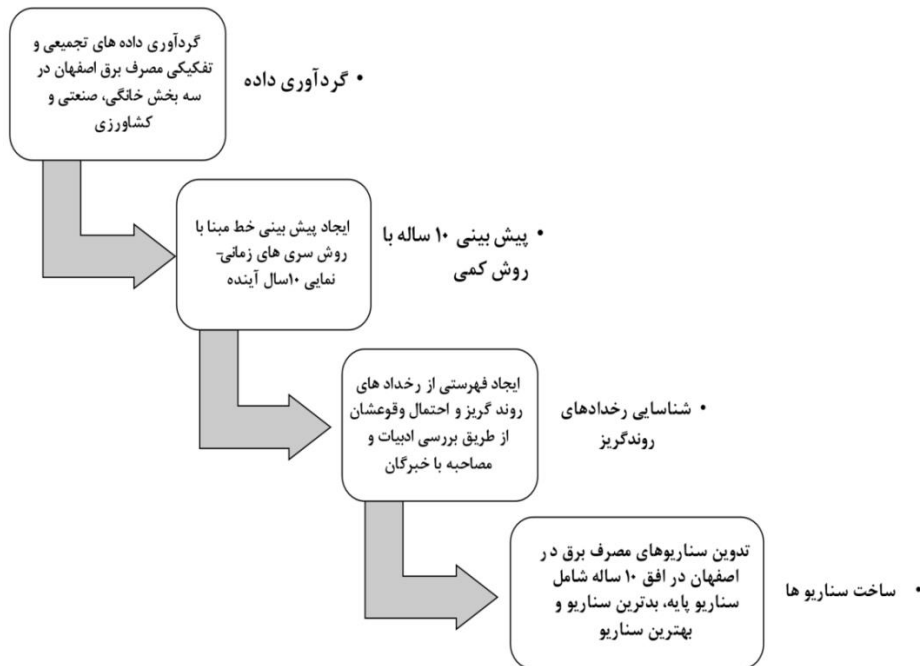 گردآوری داده های تجمیعی و
تفکیکی مصرف برق اصفهان در
سه بخش خانگی، صنعتی و
کشاورزی
• گردآوری داده
ایجاد پیش بینی خط مبنا با
روش سری های زمانی-
نمایی ۱۰سال آینده
• پیش بینی ۱۰ ساله با
روش کمی
ایجاد فهرستی از رخداد های
روند گریز و احتمال وقوعشان
از طریق بررسی ادبیات و
مصاحبه با خبرگان
• شناسایی رخدادهای
روندگریز
تدوین سناریوهای مصرف برق در
اصفهان در افق ۱۰ ساله شامل
سناریو پایه، بدترین سناریو و
بهترین سناریو
• ساخت سناریو ها